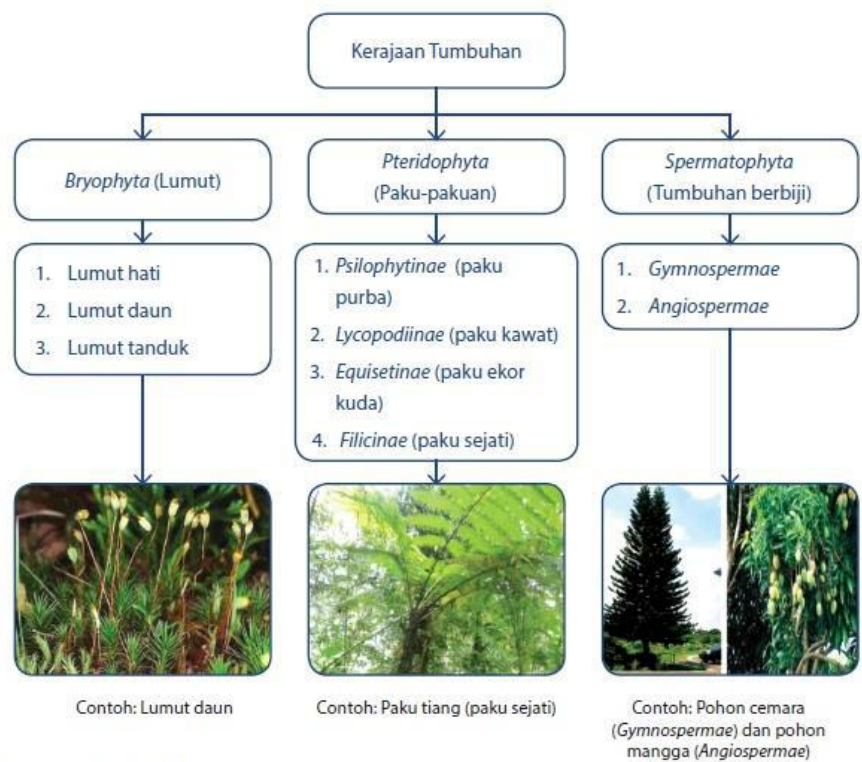 Kerajaan Tumbuhan
Bryophyta (Lumut)
Pteridophyta
(Paku-pakuan)
Spermatophyta
(Tumbuhan berbiji)
1. Lumut hati
2. Lumut daun
3. Lumut tanduk
1. Psilophytinae (paku
purba)
2. Lycopodiinae (paku kawat)
3. Equisetinae (paku ekor
kuda)
4. Filicinae (paku sejati)
1. Gymnospermae
2. Angiospermae
Contoh: Lumut daun
Contoh: Paku tiang (paku sejati)
Contoh: Pohon cemara
(Gymnospermae) dan pohon
mangga (Angiospermae)